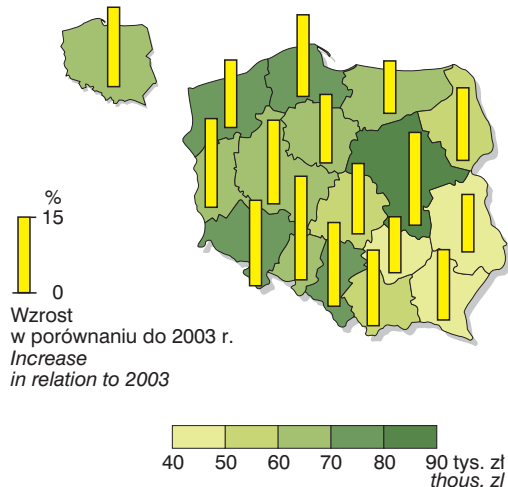 %
15
0
Wzrost
w porównaniu do 2003 r.
Increase
in relation to 2003
40 50 60 70 80 90 tys. zł
thous. zl